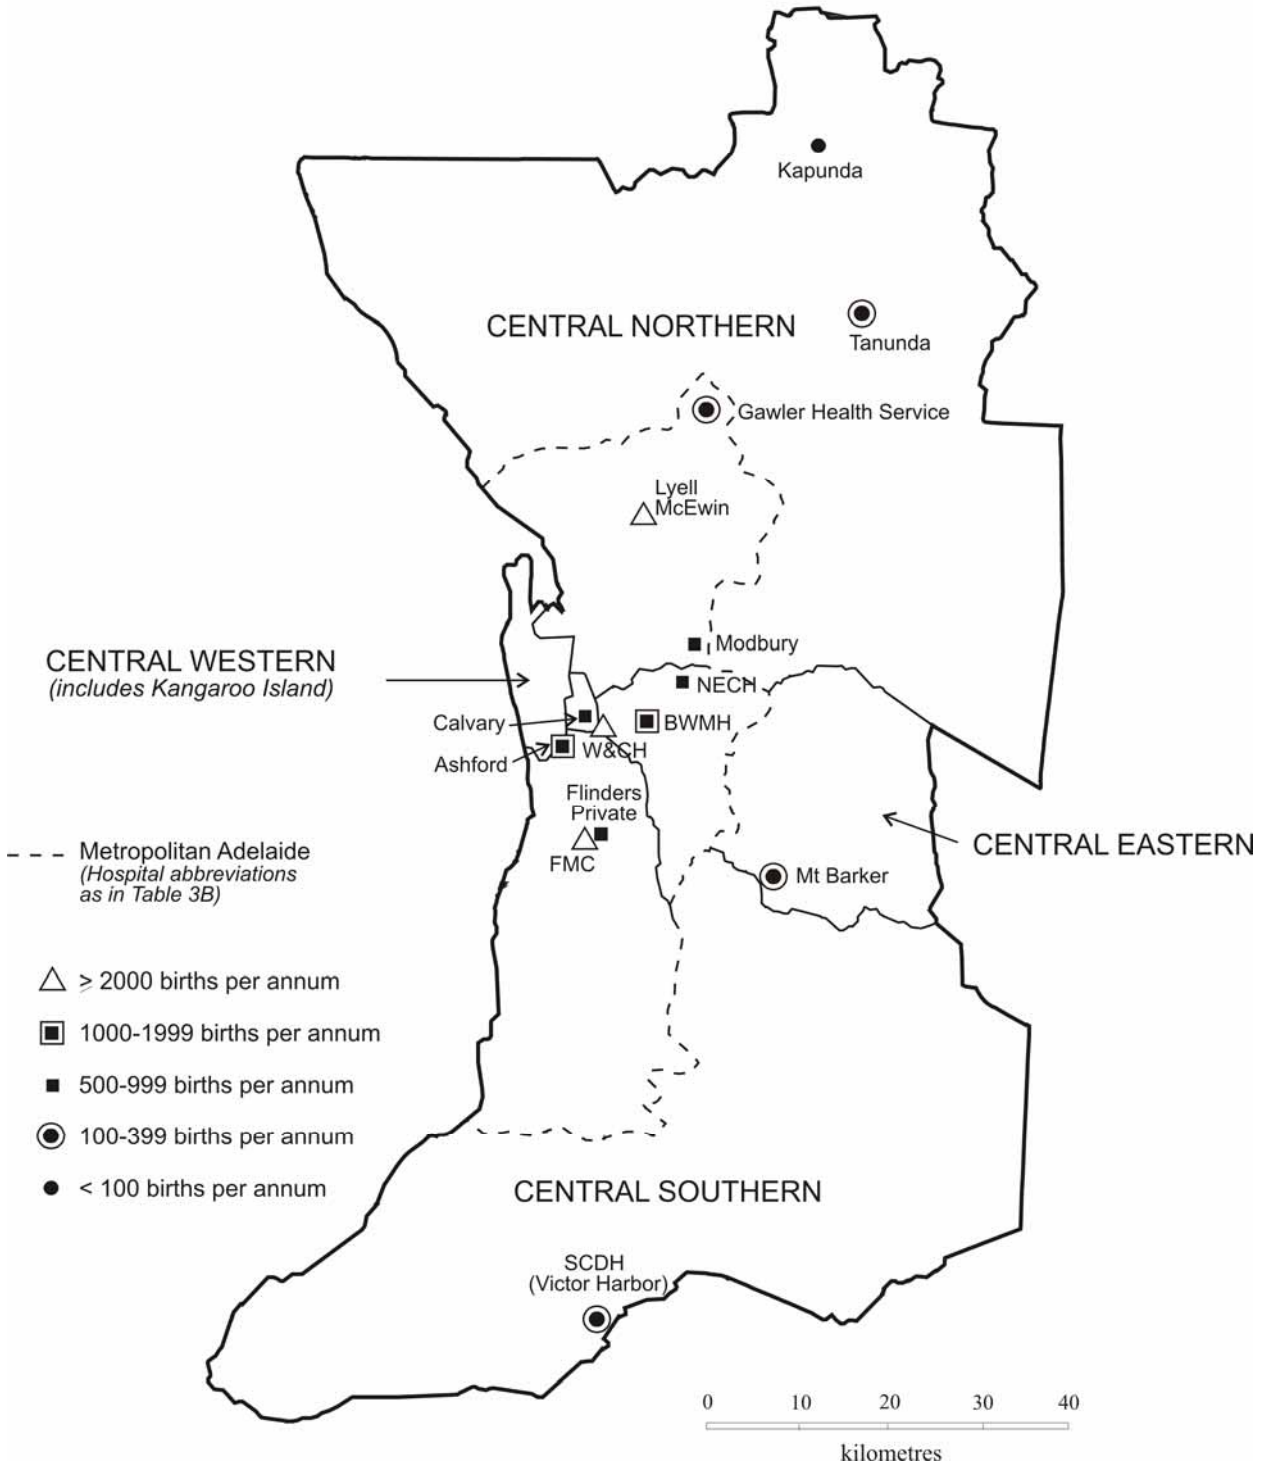 Kapunda
CENTRAL NORTHERN
Tanunda
Gawler Health Service
Lyell
McEwin
Modbury
CENTRAL WESTERN
(includes Kangaroo Island)
NECH
Calvary
BWMH
W&CH
Ashford
Flinders
Private
FMC
CENTRAL EASTERN
Mt Barker
Metropolitan Adelaide
(Hospital abbreviations
as in Table 3B)
≥ 2000 births per annum
1000-1999 births per annum
500-999 births per annum
100-399 births per annum
< 100 births per annum
CENTRAL SOUTHERN
SCDH
(Victor Harbor)
0 10 20 30 40
kilometres